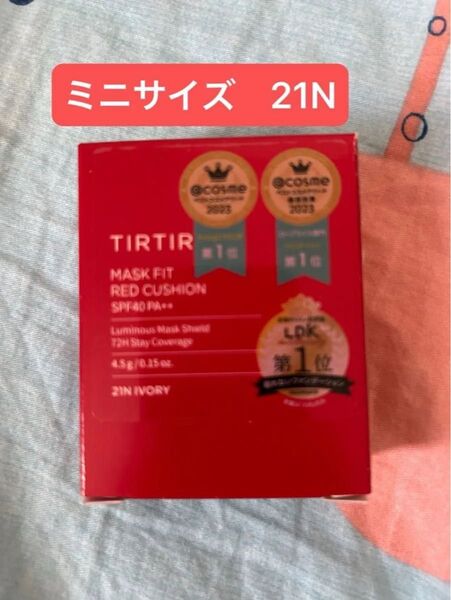 ミニサイズ 21N
@cosme
2023
第1位
@cosme
2023
第1位
TIRTIR
MASK FIT
RED CUSHION
SPF40 PA++
Luminous Mask Shield
72H Stay Coverage
4.5 g / 0.15 oz.
21N IVORY
LDK
第1位